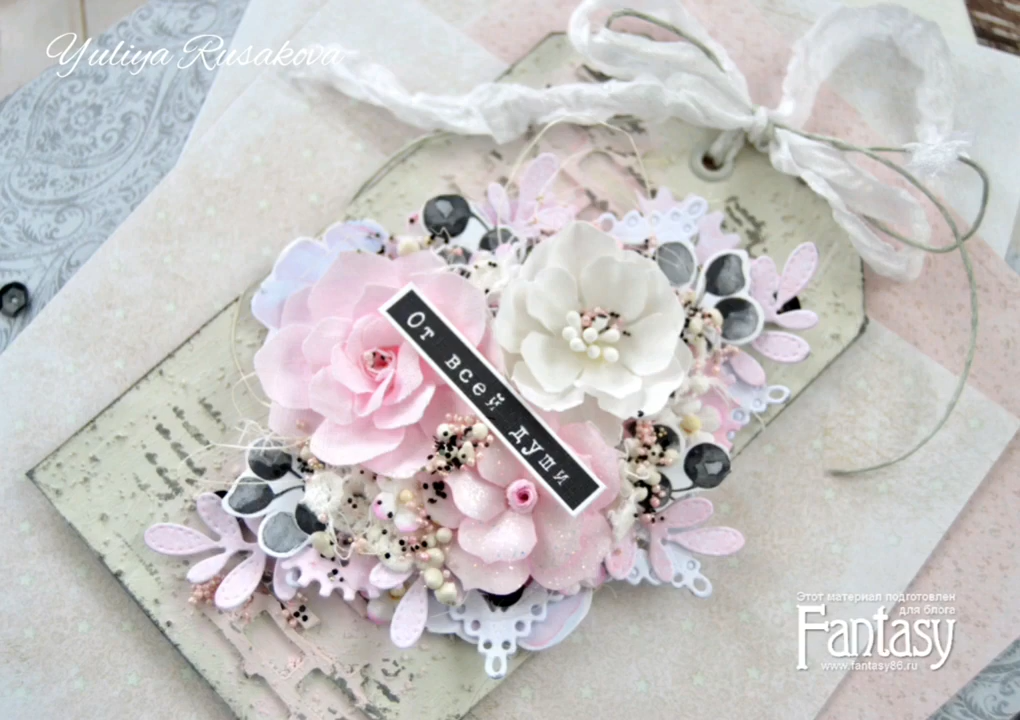 Yuliya Rusakova
От всей души
Этот материал подготовлен
для блога
Fantasy
www.fantasy86.ru